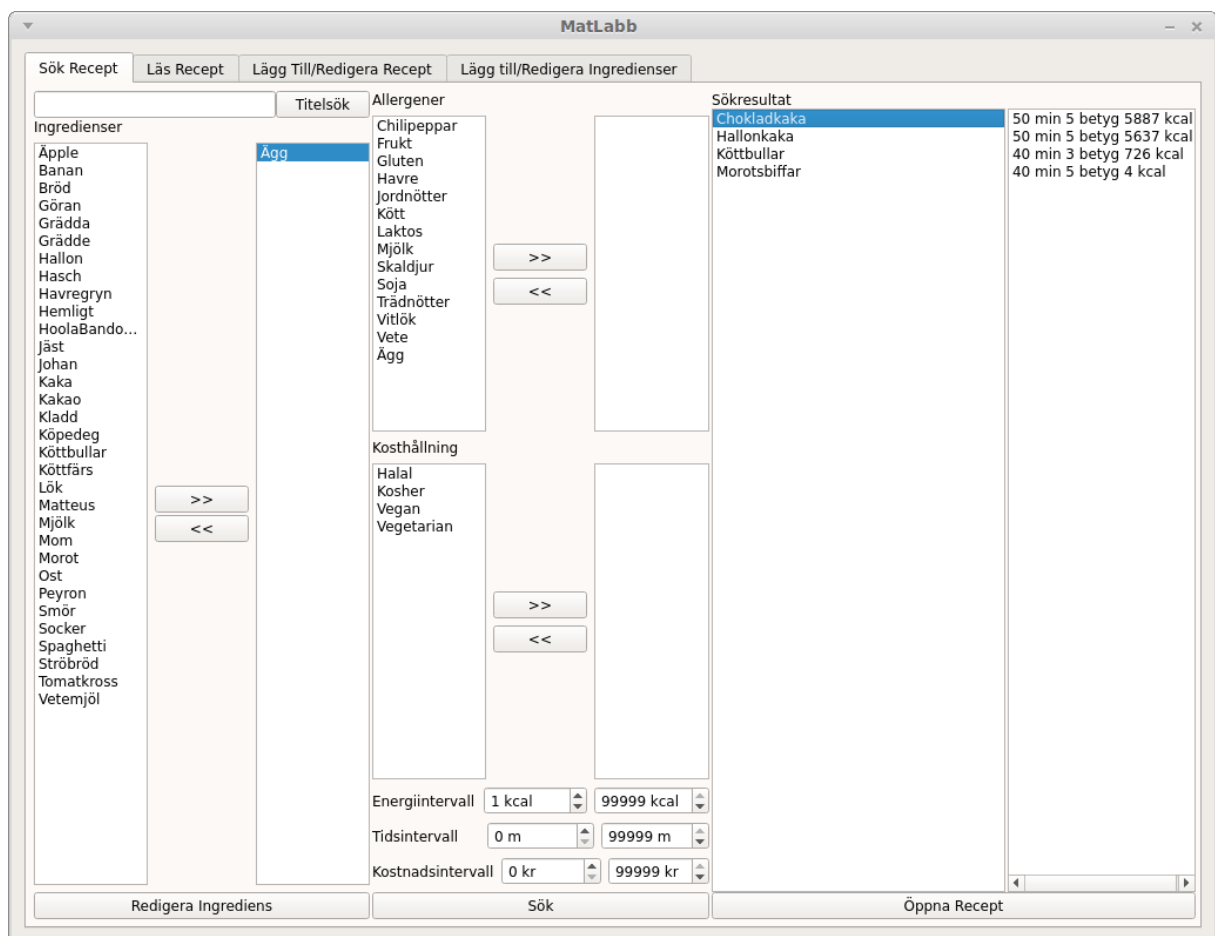 MatLabb
Sök Recept
Läs Recept
Lägg Till/Redigera Recept
Lägg till/Redigera Ingredienser
Titelsök
Ingredienser
Äpple
Banan
Bröd
Göran
Grädda
Grädde
Hallon
Hasch
Havregryn
Hemligt
HoolaBando...
Jäst
Johan
Kaka
Kakao
Kladd
Köpedeg
Köttbullar
Köttfärs
Lök
Matteus
Mjölk
Mom
Morot
Ost
Peyron
Smör
Socker
Spaghetti
Ströbröd
Tomatkross
Vetemjöl
>>
<<
Ägg
Redigera Ingrediens
Allergener
Chilipeppar
Frukt
Gluten
Havre
Jordnötter
Kött
Laktos
Mjölk
Skaldjur
Soja
Trädnötter
Vitlök
Vete
Ägg
>>
<<
Kosthållning
Halal
Kosher
Vegan
Vegetarian
>>
<<
Energiintervall 1 kcal 99999 kcal
Tidsintervall 0 m 99999 m
Kostnadsintervall 0 kr 99999 kr
Sök
Sökresultat
Chokladkaka 50 min 5 betyg 5887 kcal
Hallonkaka 50 min 5 betyg 5637 kcal
Köttbullar 40 min 3 betyg 726 kcal
Morotsbiffar 40 min 5 betyg 4 kcal
Öppna Recept